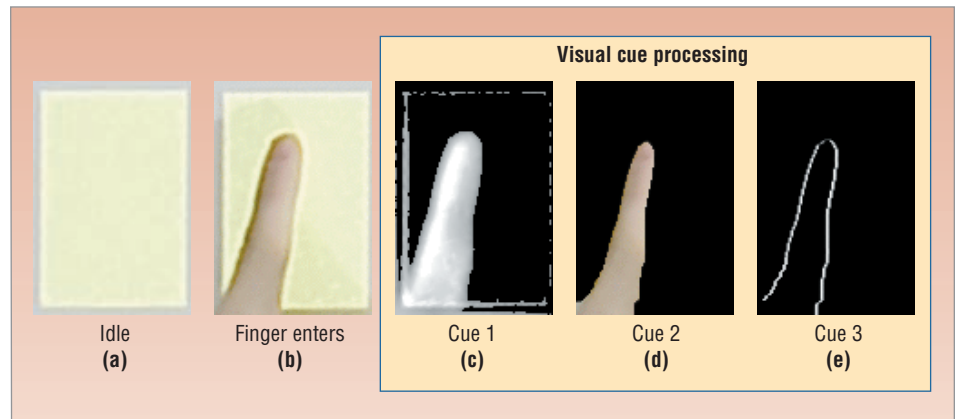 Visual cue processing
Idle
(a)
Finger enters
(b)
Cue 1
(c)
Cue 2
(d)
Cue 3
(e)